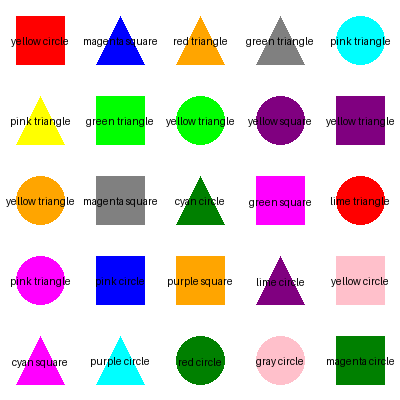 yellow circle magenta square red triangle green triangle pink triangle
pink triangle green triangle yellow triangle yellow square yellow triangle
yellow triangle magenta square cyan circle green square lime triangle
pink triangle pink circle purple square lime circle yellow circle
cyan square purple circle red circle gray circle magenta circle